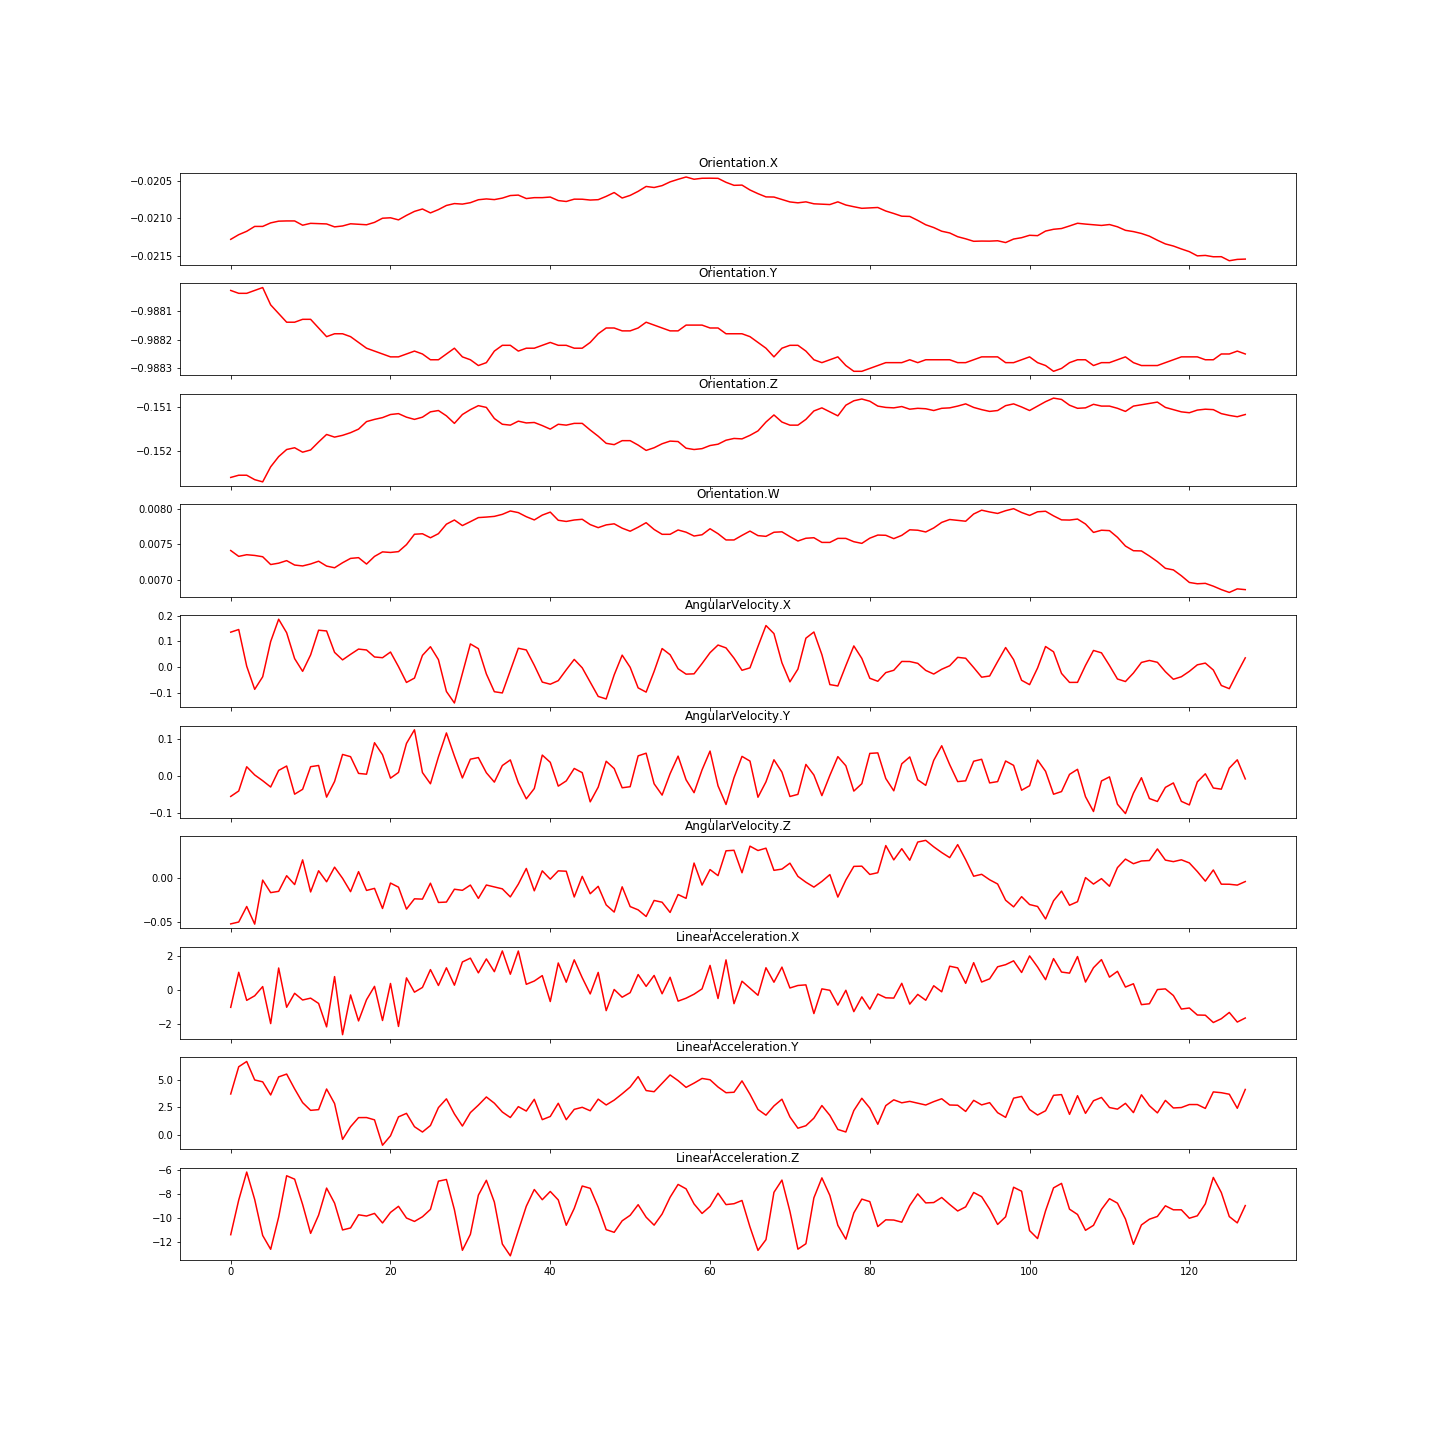 Orientation.X
−0.0205
−0.0210
−0.0215
Orientation.Y
−0.9881
−0.9882
−0.9883
Orientation.Z
−0.151
−0.152
Orientation.W
0.0080
0.0075
0.0070
AngularVelocity.X
0.2
0.1
0.0
−0.1
AngularVelocity.Y
0.1
0.0
−0.1
AngularVelocity.Z
0.00
−0.05
LinearAcceleration.X
2
0
−2
LinearAcceleration.Y
5.0
2.5
0.0
LinearAcceleration.Z
−6
−8
−10
−12
0 20 40 60 80 100 120